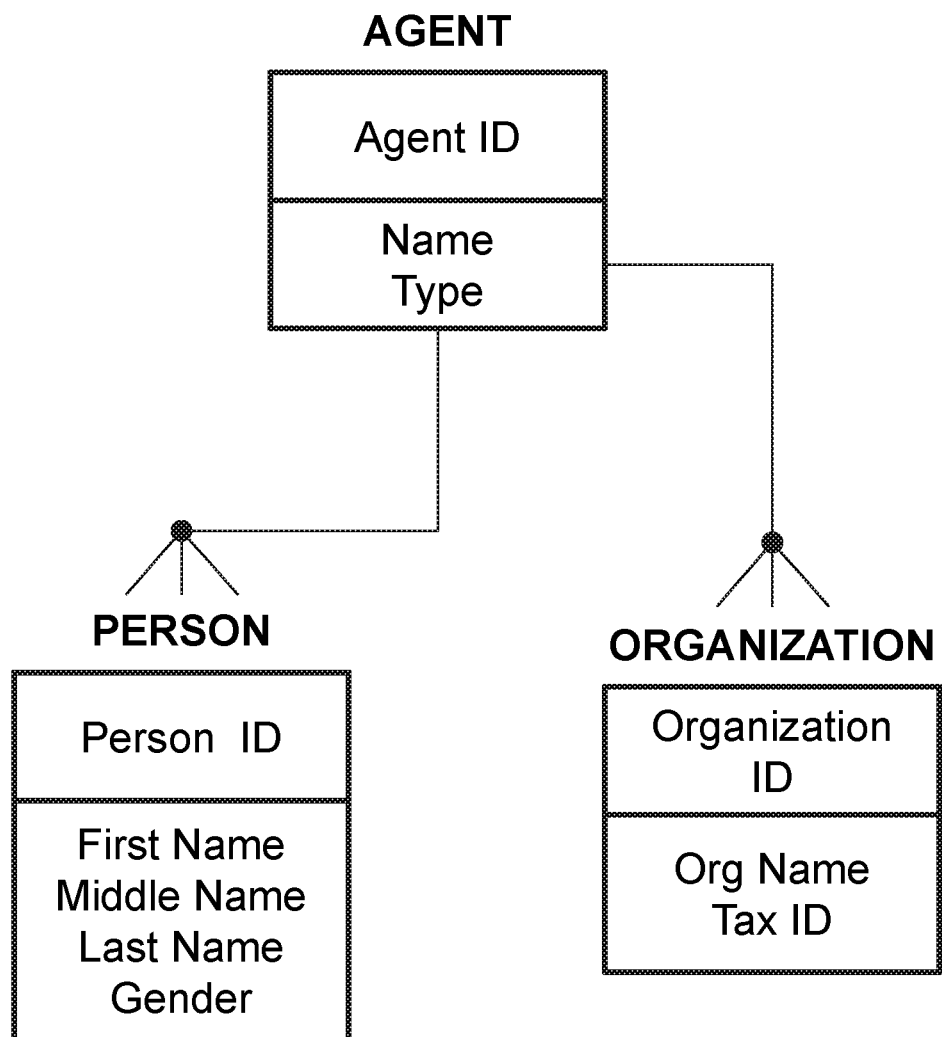 AGENT
Agent ID
Name
Type
PERSON
Person ID
First Name
Middle Name
Last Name
Gender
ORGANIZATION
Organization
ID
Org Name
Tax ID